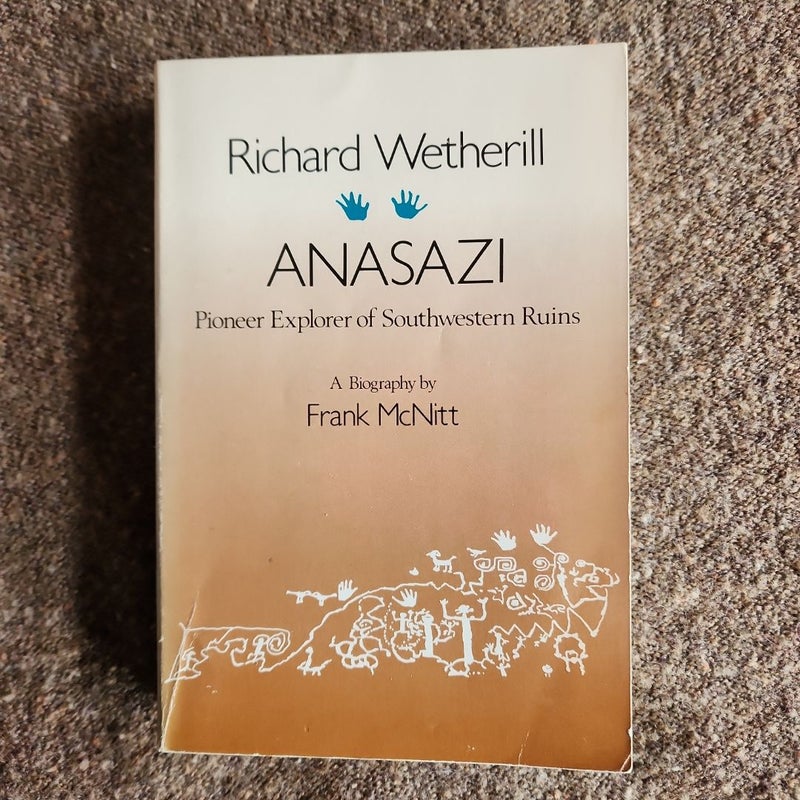 Richard Wetherill
ANASAZI
Pioneer Explorer of Southwestern Ruins
A Biography by
Frank McNitt